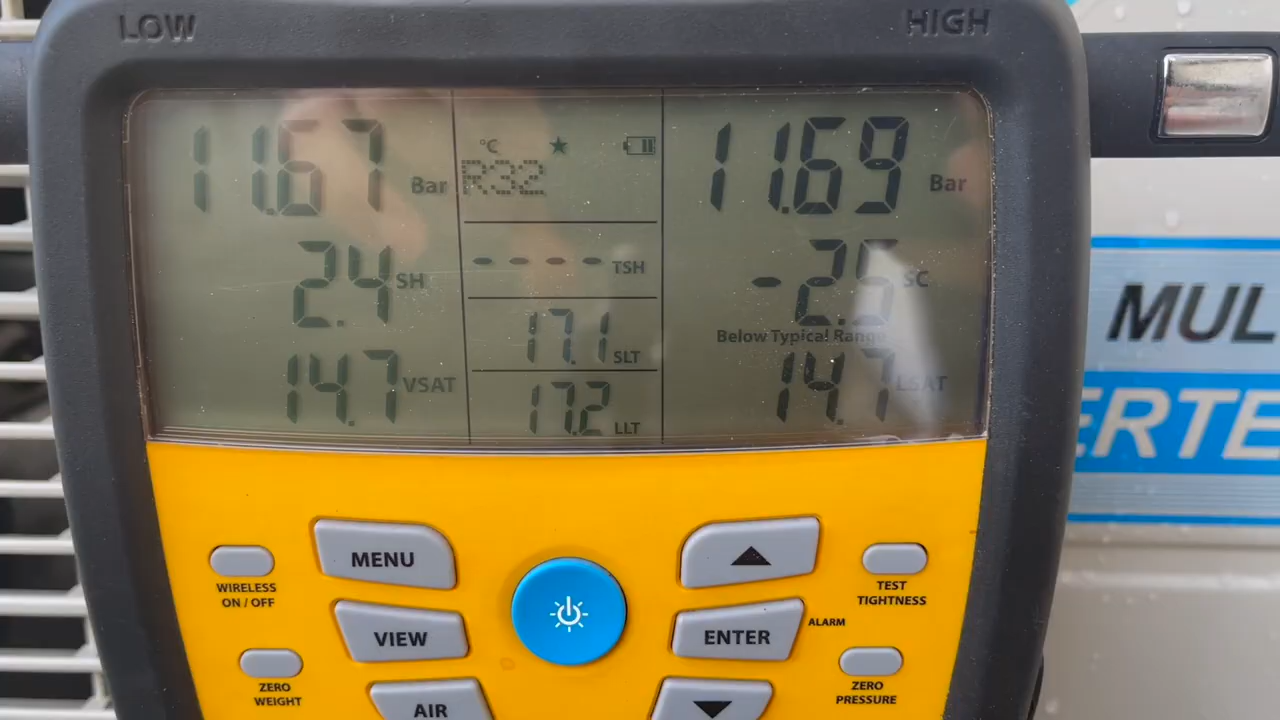 LOW
HIGH
11.67 Bar
2.4 SH
14.7 VSAT
°C
R32
---- TSH
17.1 SLT
17.2 LLT
11.69 Bar
-2.5 SC
Below Typical Range
14.7 LSAT
MUL
ERTE
WIRELESS
ON / OFF
MENU
TEST
TIGHTNESS
VIEW
ENTER
ALARM
ZERO
WEIGHT
AIR
ZERO
PRESSURE